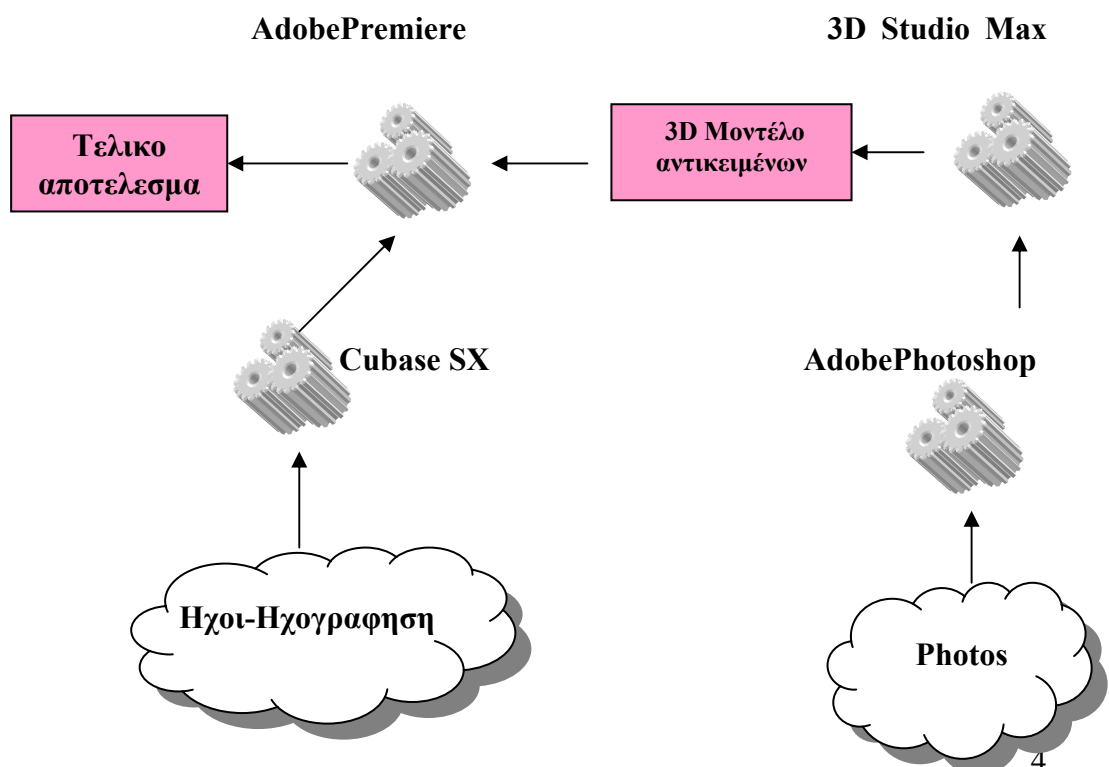 AdobePremiere
3D Studio Max
Τελικο
αποτελεσμα
3D Μοντέλο
αντικειμένων
Cubase SX
AdobePhotoshop
Ηχοι-Ηχογραφηση
Photos
4